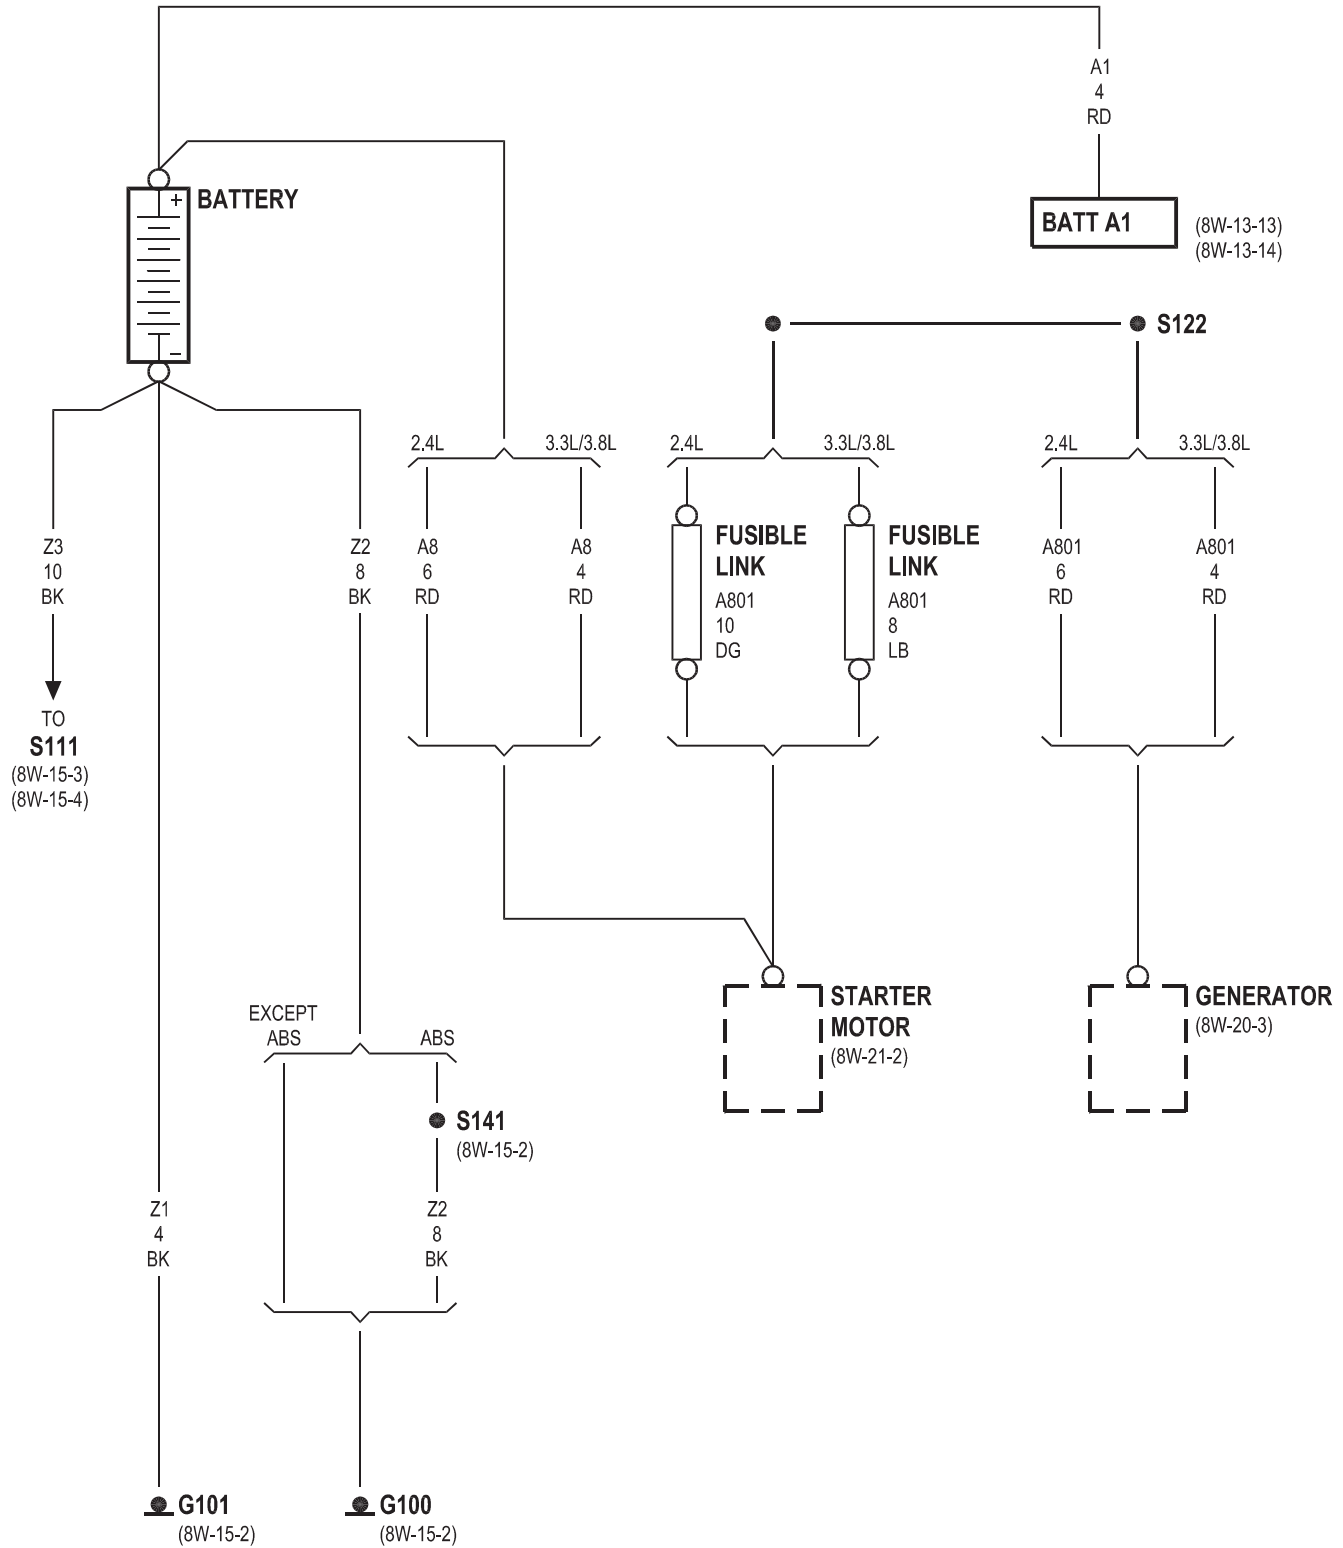 A1
4
RD
+
BATTERY
BATT A1
(8W-13-13)
(8W-13-14)
S122
–
2.4L
3.3L/3.8L
2.4L
3.3L/3.8L
2.4L
3.3L/3.8L
Z3
10
BK
Z2
8
BK
A8
6
RD
A8
4
RD
FUSIBLE
LINK
A801
10
DG
FUSIBLE
LINK
A801
8
LB
A801
6
RD
A801
4
RD
TO
S111
(8W-15-3)
(8W-15-4)
STARTER
MOTOR
(8W-21-2)
GENERATOR
(8W-20-3)
EXCEPT
ABS
ABS
S141
(8W-15-2)
Z1
4
BK
Z2
8
BK
G101
(8W-15-2)
G100
(8W-15-2)